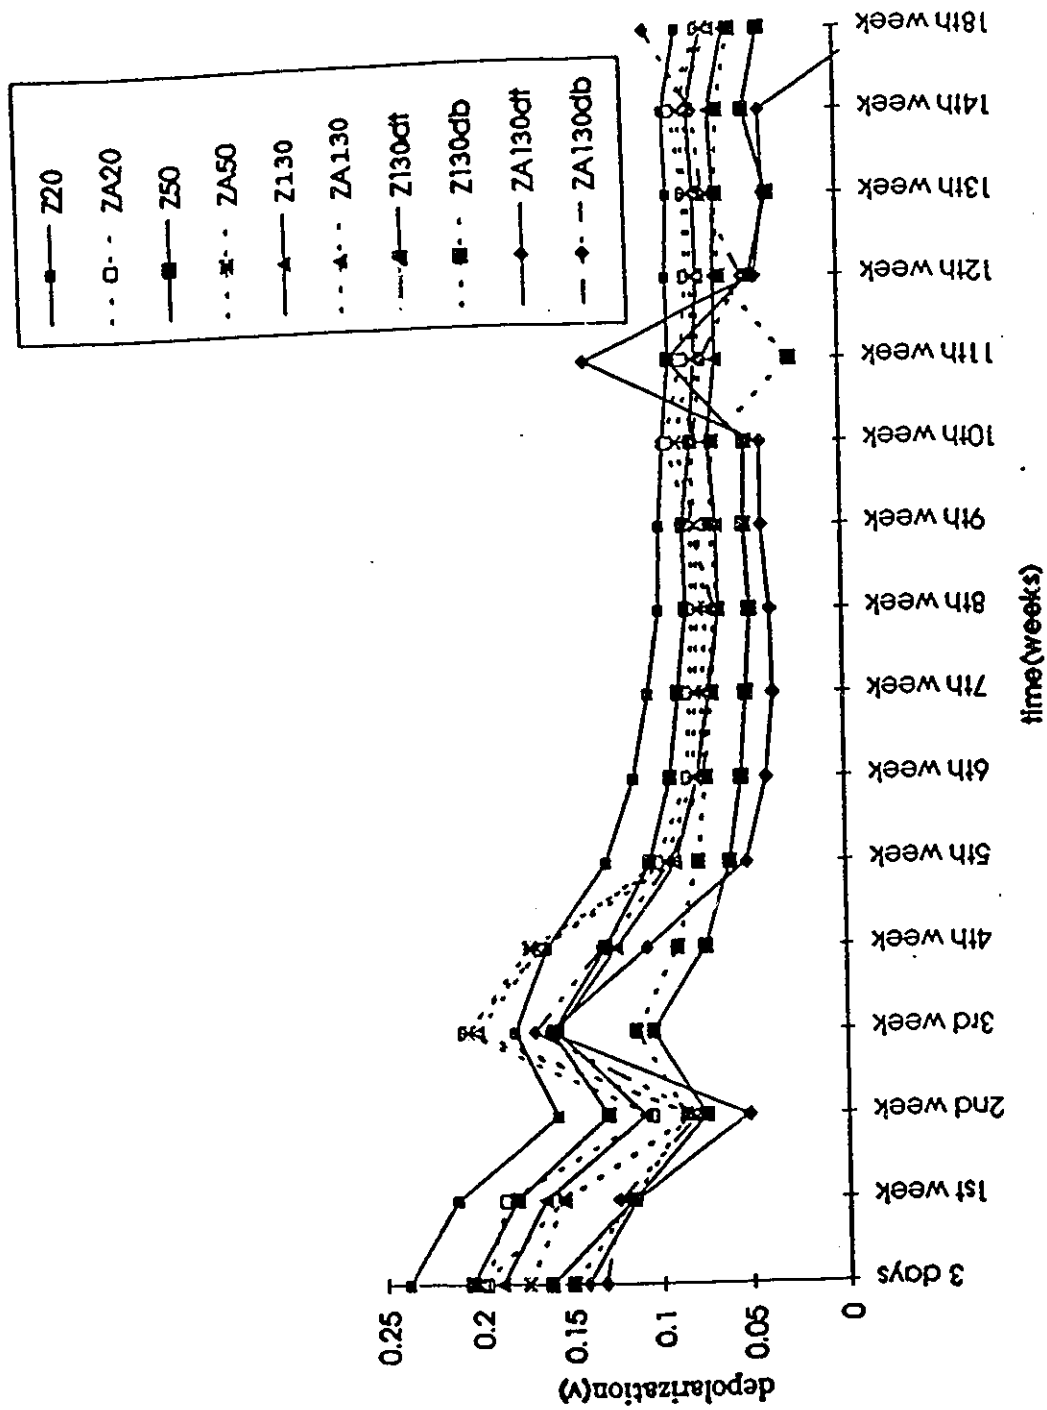 Z20
ZA20
Z50
ZA50
Z130
ZA130
Z130dt
Z130db
ZA130dt
ZA130db
depolarization(v)
0.25
0.2
0.15
0.1
0.05
0
3 days
1st week
2nd week
3rd week
4th week
5th week
6th week
7th week
8th week
9th week
10th week
11th week
12th week
13th week
14th week
18th week
time(weeks)